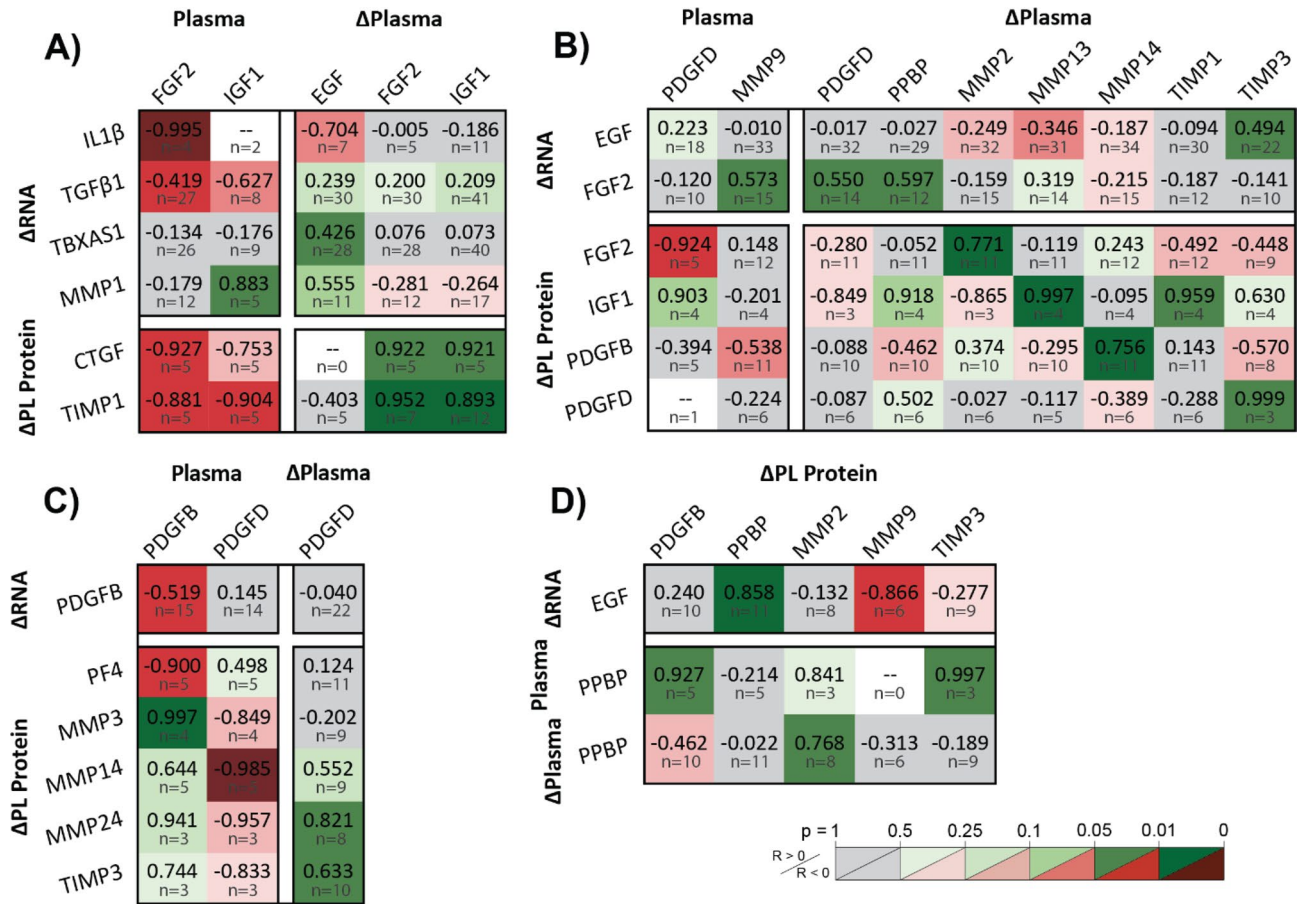 A)
Plasma ΔPlasma
FGF2 IGF1 EGF FGF2 IGF1
ΔRNA
IL1β -0.995 -- -0.704 -0.005 -0.186
n=4 n=2 n=7 n=5 n=11
TGFβ1 -0.419 -0.627 0.239 0.200 0.209
n=27 n=8 n=30 n=30 n=41
TBXAS1 -0.134 -0.176 0.426 0.076 0.073
n=26 n=9 n=28 n=28 n=40
MMP1 -0.179 0.883 0.555 -0.281 -0.264
n=12 n=5 n=11 n=12 n=17
ΔPL Protein
CTGF -0.927 -0.753 -- 0.922 0.921
n=5 n=5 n=0 n=5 n=5
TIMP1 -0.881 -0.904 -0.403 0.952 0.893
n=5 n=5 n=5 n=7 n=12
B)
Plasma ΔPlasma
PDGFD MMP9 PDGFD PPBP MMP2 MMP13 MMP14 TIMP1 TIMP3
ΔRNA
EGF 0.223 -0.010 -0.017 -0.027 -0.249 -0.346 -0.187 -0.094 0.494
n=18 n=33 n=32 n=29 n=32 n=31 n=34 n=30 n=22
FGF2 -0.120 0.573 0.550 0.597 -0.159 0.319 -0.215 -0.187 -0.141
n=10 n=15 n=14 n=12 n=15 n=14 n=15 n=12 n=10
ΔPL Protein
FGF2 -0.924 0.148 -0.280 -0.052 0.771 -0.119 0.243 -0.492 -0.448
n=5 n=12 n=11 n=11 n=11 n=11 n=12 n=12 n=9
IGF1 0.903 -0.201 -0.849 0.918 -0.865 0.997 -0.095 0.959 0.630
n=4 n=4 n=3 n=4 n=3 n=4 n=4 n=4 n=4
PDGFB -0.394 -0.538 -0.088 -0.462 0.374 -0.295 0.756 0.143 -0.570
n=5 n=11 n=10 n=10 n=10 n=10 n=11 n=11 n=8
PDGFD -- -0.224 -0.087 0.502 -0.027 -0.117 -0.389 -0.288 0.999
n=1 n=6 n=6 n=6 n=6 n=5 n=6 n=6 n=3
C)
Plasma ΔPlasma
PDGFB PDGFD PDGFD
ΔRNA
PDGFB -0.519 0.145 -0.040
n=15 n=14 n=22
ΔPL Protein
PF4 -0.900 0.498 0.124
n=5 n=5 n=11
MMP3 0.997 -0.849 -0.202
n=4 n=4 n=9
MMP14 0.644 -0.985 0.552
n=5 n=5 n=9
MMP24 0.941 -0.957 0.821
n=3 n=3 n=8
TIMP3 0.744 -0.833 0.633
n=3 n=3 n=10
D)
ΔPL Protein
PDGFB PPBP MMP2 MMP9 TIMP3
ΔRNA
EGF 0.240 0.858 -0.132 -0.866 -0.277
n=10 n=11 n=8 n=6 n=9
Plasma
PPBP 0.927 -0.214 0.841 -- 0.997
n=5 n=5 n=3 n=0 n=3
ΔPlasma
PPBP -0.462 -0.022 0.768 -0.313 -0.189
n=10 n=11 n=8 n=6 n=9
p = 1 0.5 0.25 0.1 0.05 0.01 0
R > 0
R < 0